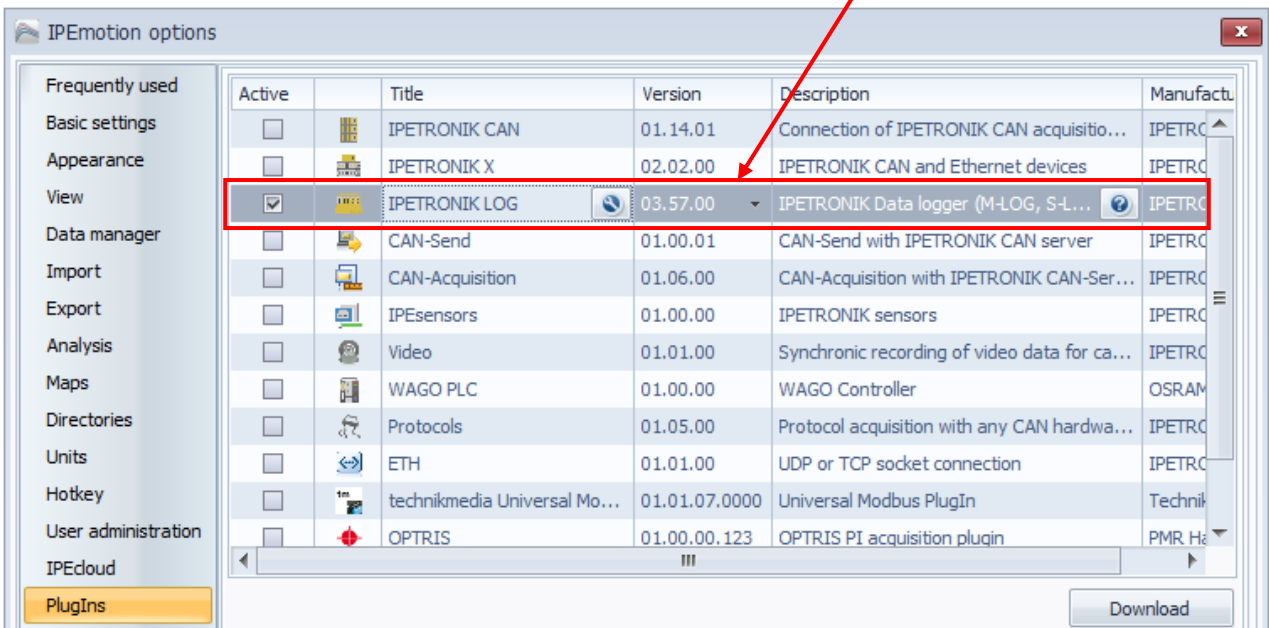 IPEmotion options
Frequently used
Basic settings
Appearance
View
Data manager
Import
Export
Analysis
Maps
Directories
Units
Hotkey
User administration
IPEcloud
PlugIns
Active Title Version Description Manufactu
IPETRONIK CAN 01.14.01 Connection of IPETRONIK CAN acquisitio... IPETRO
IPETRONIK X 02.02.00 IPETRONIK CAN and Ethernet devices IPETRO
IPETRONIK LOG 03.57.00 IPETRONIK Data logger (M-LOG, S-L... IPETRO
CAN-Send 01.00.01 CAN-Send with IPETRONIK CAN server IPETRO
CAN-Acquisition 01.06.00 CAN-Acquisition with IPETRONIK CAN-Ser... IPETRO
IPEsensors 01.00.00 IPETRONIK sensors IPETRO
Video 01.01.00 Synchronic recording of video data for ca... IPETRO
WAGO PLC 01.00.00 WAGO Controller OSRAM
Protocols 01.05.00 Protocol acquisition with any CAN hardwa... IPETRO
ETH 01.01.00 UDP or TCP socket connection IPETRO
technikmedia Universal Mo... 01.01.07.0000 Universal Modbus PlugIn Technik
OPTRIS 01.00.00.123 OPTRIS PI acquisition plugin PMR Ha
Download